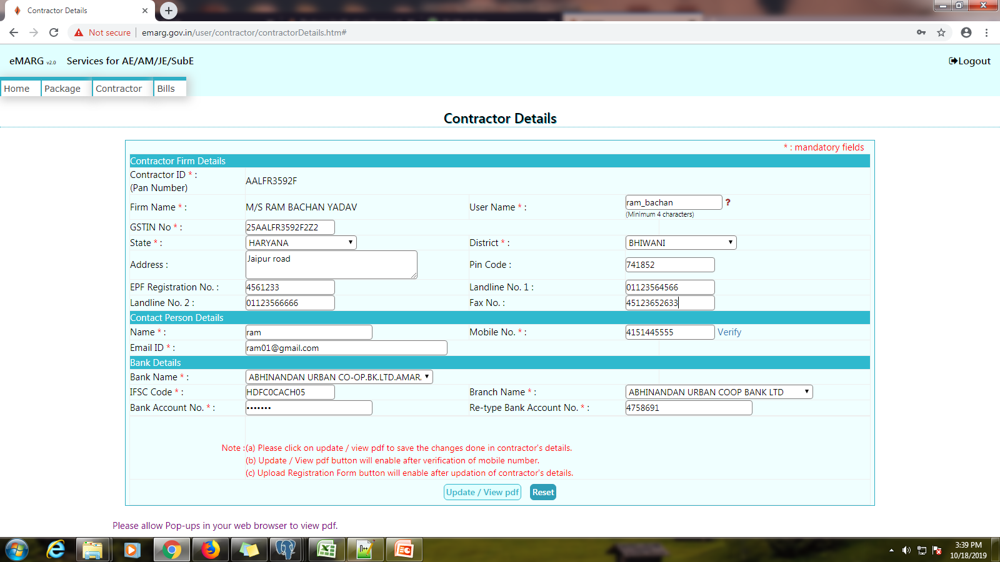 Contractor Details
Not secure
emarg.gov.in/user/contractor/contractorDetails.htm#
eMARG v2.0 Services for AE/AM/JE/SubE
Logout
Home Package Contractor Bills
Contractor Details
* : mandatory fields
Contractor Firm Details
Contractor ID * :
(Pan Number)
AALFR3592F
Firm Name * : M/S RAM BACHAN YADAV User Name * : ram_bachan ?
(Minimum 4 characters)
GSTIN No * : 25AALFR3592F2Z2
State * : HARYANA District * : BHIWANI
Address : Jaipur road Pin Code : 741852
EPF Registration No. : 4561233 Landline No. 1 : 01123564566
Landline No. 2 : 01123566666 Fax No. : 45123652633
Contact Person Details
Name * : ram Mobile No. * : 4151445555 Verify
Email ID * : ram01@gmail.com
Bank Details
Bank Name * : ABHINANDAN URBAN CO-OP.BK.LTD.AMAR.
IFSC Code * : HDFC0CACH05 Branch Name * : ABHINANDAN URBAN COOP BANK LTD
Bank Account No. * : ••••••• Re-type Bank Account No. * : 4758691
Note :(a) Please click on update / view pdf to save the changes done in contractor's details.
(b) Update / View pdf button will enable after verification of mobile number.
(c) Upload Registration Form button will enable after updation of contractor's details.
Update / View pdf Reset
Please allow Pop-ups in your web browser to view pdf.
3:39 PM
10/18/2019